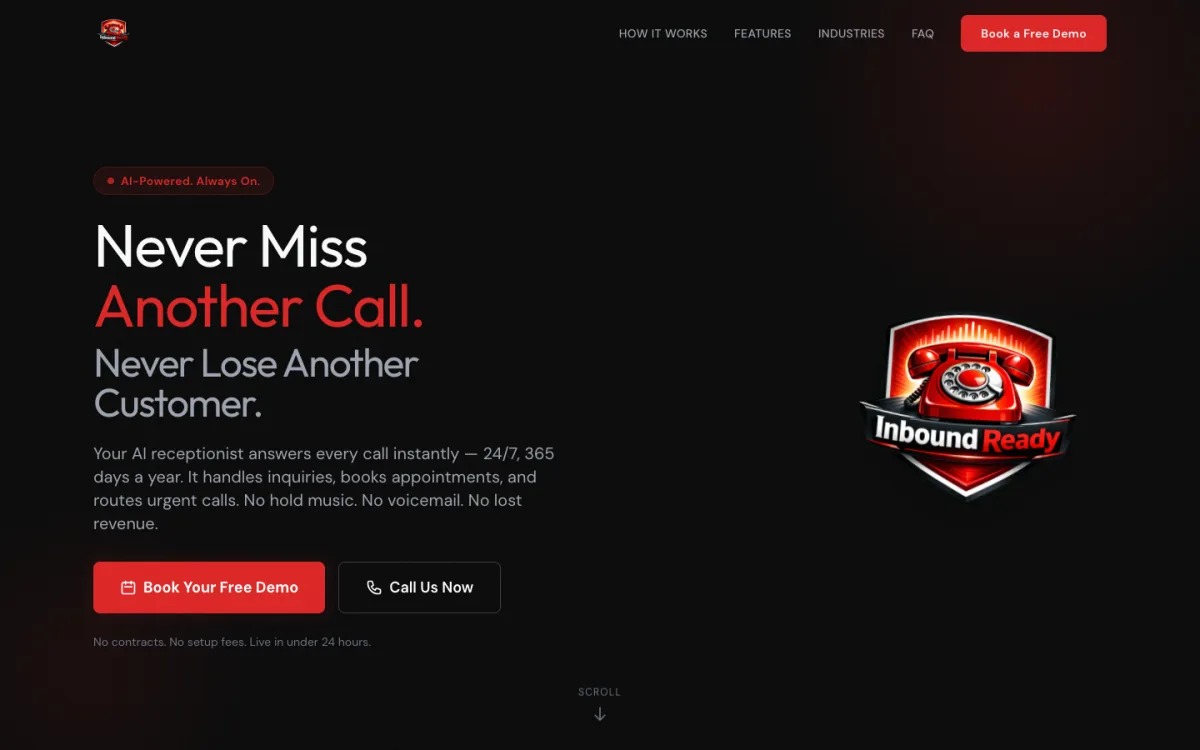 HOW IT WORKS
FEATURES
INDUSTRIES
FAQ
Book a Free Demo
AI-Powered. Always On.
Never Miss
Another Call.
Never Lose Another
Customer.
Your AI receptionist answers every call instantly — 24/7, 365
days a year. It handles inquiries, books appointments, and
routes urgent calls. No hold music. No voicemail. No lost
revenue.
Book Your Free Demo
Call Us Now
No contracts. No setup fees. Live in under 24 hours.
Inbound Ready
SCROLL